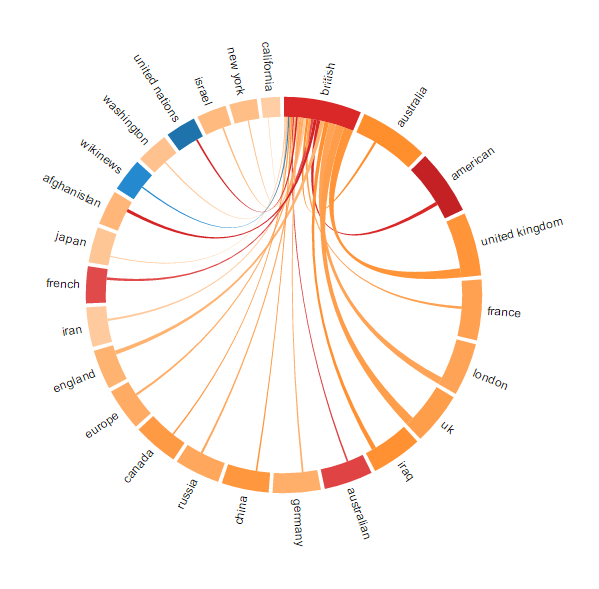 british
australia
american
united kingdom
france
london
uk
iraq
australian
germany
china
russia
canada
europe
england
iran
french
japan
afghanistan
wikinews
washington
united nations
israel
new york
california